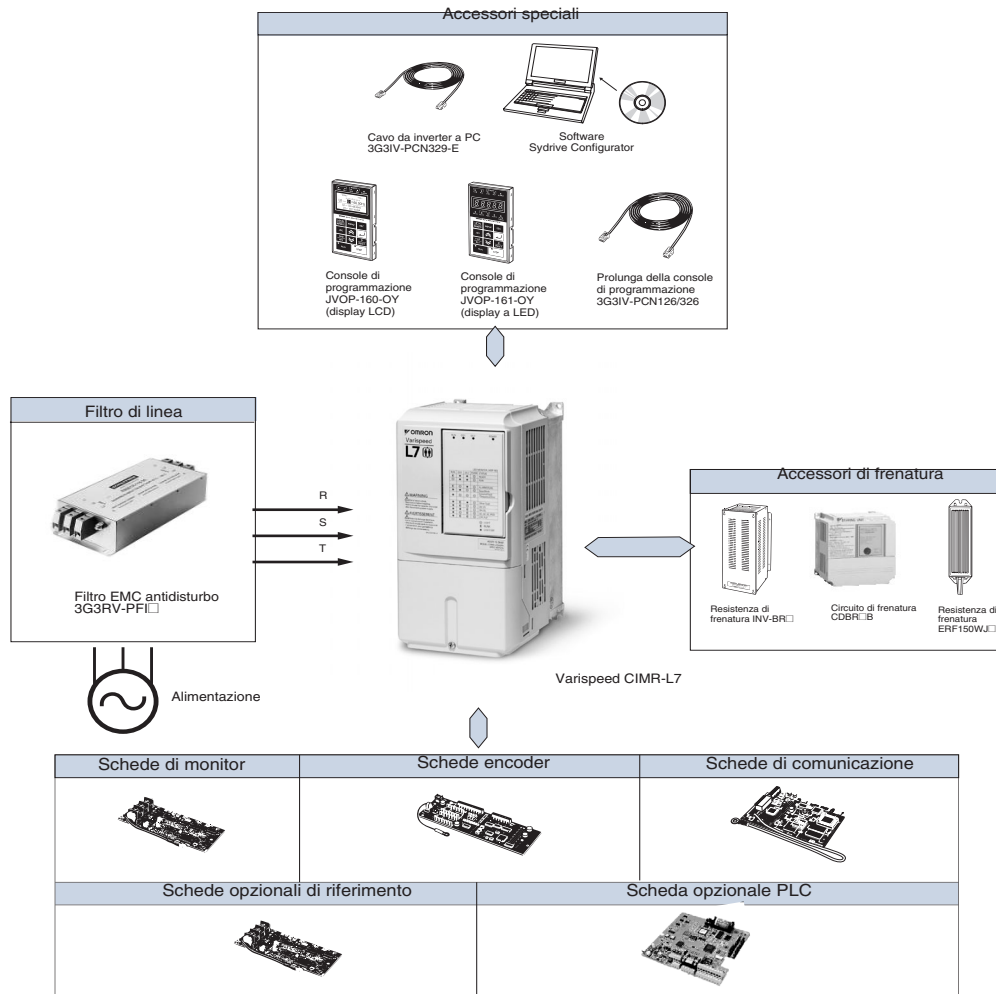 Accessori speciali
Cavo da inverter a PC
3G3IV-PCN329-E
Software
Sydrive Configurator
Console di
programmazione
JVOP-160-OY
(display LCD)
Console di
programmazione
JVOP-161-OY
(display a LED)
Prolunga della console
di programmazione
3G3IV-PCN126/326
Filtro di linea
Filtro EMC antidisturbo
3G3RV-PFI□
R
S
T
OMRON
Varispeed
L7
WARNING
Accessori di frenatura
Resistenza di
frenatura INV-BR□
Circuito di frenatura
CDBR□B
Resistenza di
frenatura
ERF150WJ□
Varispeed CIMR-L7
Alimentazione
Schede di monitor
Schede encoder
Schede di comunicazione
Schede opzionali di riferimento
Scheda opzionale PLC